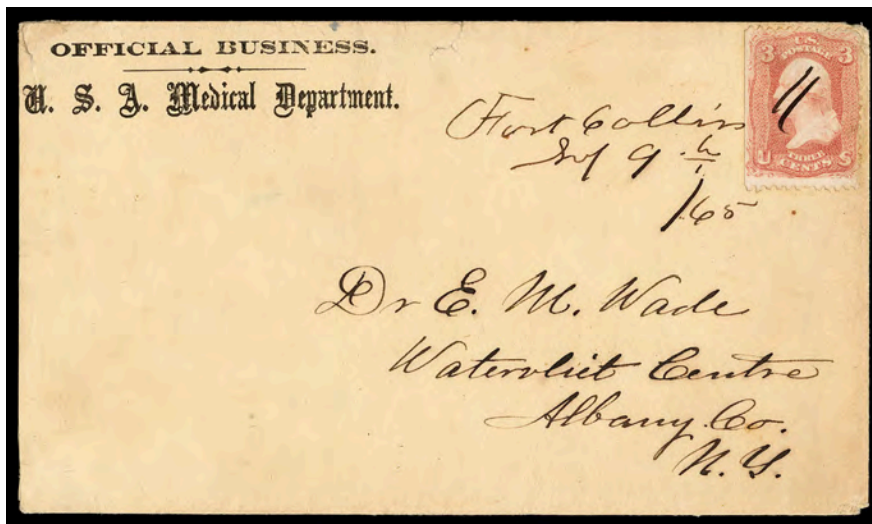 OFFICIAL BUSINESS.
U. S. A. Medical Department.
3 U.S. 3
POSTAGE
THREE
U CENTS S
Fort Collins
9
/65
Dr E. M. Wade
Watervliet Centre
Albany Co.
N. Y.